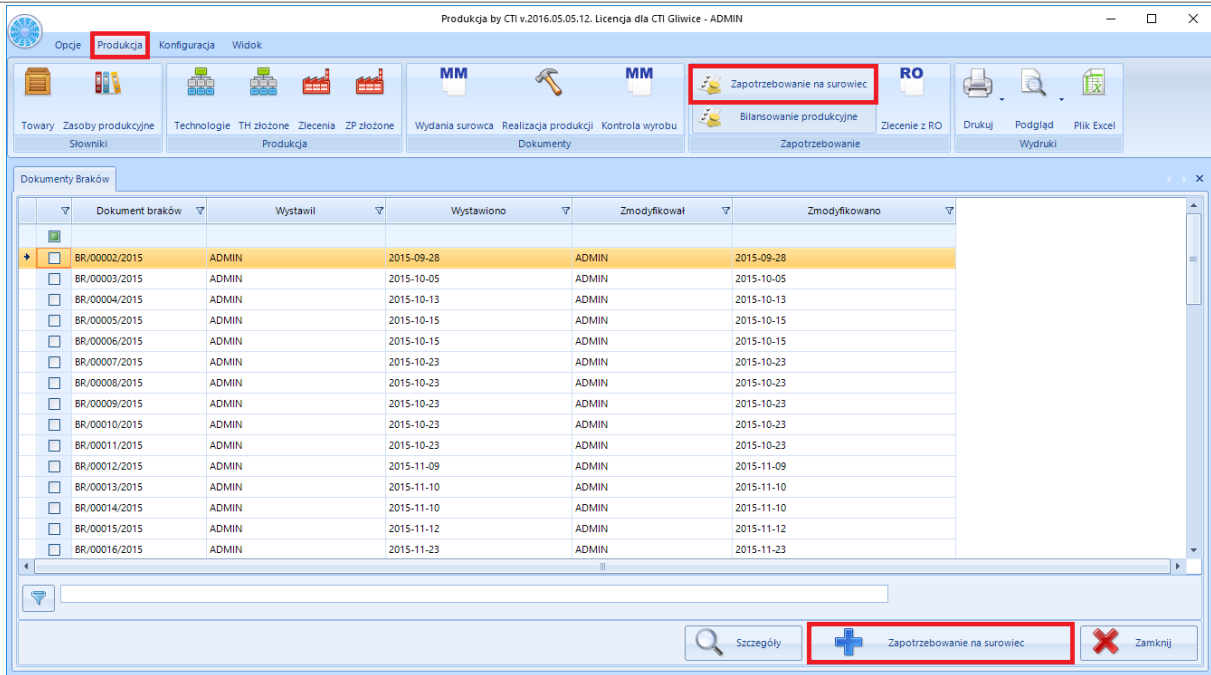 Produkcja by CTI v.2016.05.05.12. Licencja dla CTI Gliwice - ADMIN
Opcje Produkcja Konfiguracja Widok
MM MM Zapotrzebowanie na surowiec RO
Bilansowanie produkcyjne
Towary Zasoby produkcyjne Technologie TH złożone Zlecenia ZP złożone Wydania surowca Realizacja produkcji Kontrola wyrobu Zlecenie z RO Drukuj Podgląd Plik Excel
Słowniki Produkcja Dokumenty Zapotrzebowanie Wydruki
Dokumenty Braków
Dokument braków Wystawil Wystawiono Zmodyfikował Zmodyfikowano
BR/00002/2015 ADMIN 2015-09-28 ADMIN 2015-09-28
BR/00003/2015 ADMIN 2015-10-05 ADMIN 2015-10-05
BR/00004/2015 ADMIN 2015-10-13 ADMIN 2015-10-13
BR/00005/2015 ADMIN 2015-10-15 ADMIN 2015-10-15
BR/00006/2015 ADMIN 2015-10-15 ADMIN 2015-10-15
BR/00007/2015 ADMIN 2015-10-23 ADMIN 2015-10-23
BR/00008/2015 ADMIN 2015-10-23 ADMIN 2015-10-23
BR/00009/2015 ADMIN 2015-10-23 ADMIN 2015-10-23
BR/00010/2015 ADMIN 2015-10-23 ADMIN 2015-10-23
BR/00011/2015 ADMIN 2015-10-23 ADMIN 2015-10-23
BR/00012/2015 ADMIN 2015-11-09 ADMIN 2015-11-09
BR/00013/2015 ADMIN 2015-11-10 ADMIN 2015-11-10
BR/00014/2015 ADMIN 2015-11-10 ADMIN 2015-11-10
BR/00015/2015 ADMIN 2015-11-12 ADMIN 2015-11-12
BR/00016/2015 ADMIN 2015-11-23 ADMIN 2015-11-23
Szczegóły Zapotrzebowanie na surowiec Zamknij